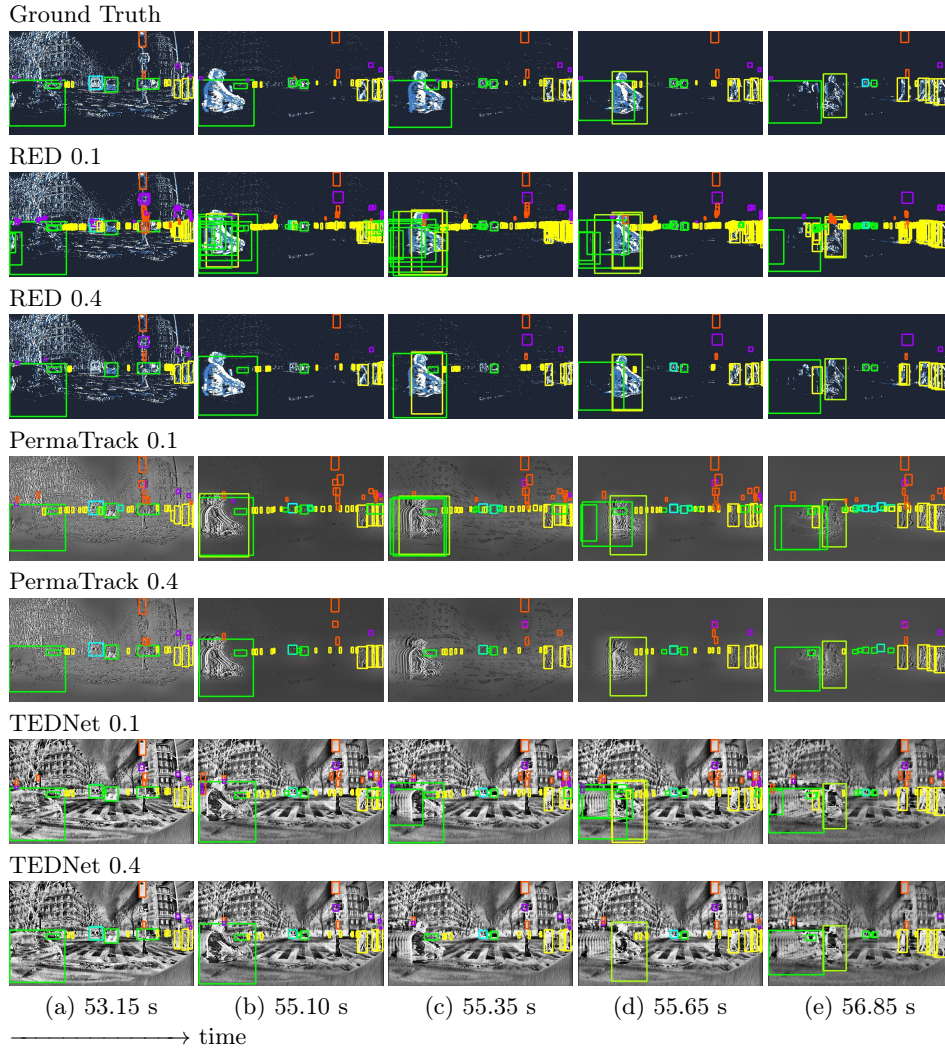 Ground Truth
RED 0.1
RED 0.4
PermaTrack 0.1
PermaTrack 0.4
TEDNet 0.1
TEDNet 0.4
(a) 53.15 s (b) 55.10 s (c) 55.35 s (d) 55.65 s (e) 56.85 s
time